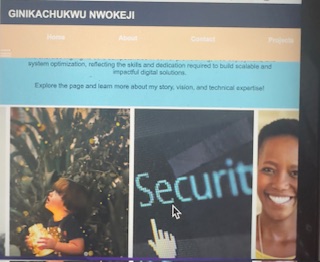 GINIKACHUKWU NWOKEJI
Home About Contact Projects
system optimization, reflecting the skills and dedication required to build scalable and
impactful digital solutions.
Explore the page and learn more about my story, vision, and technical expertise!
Securit